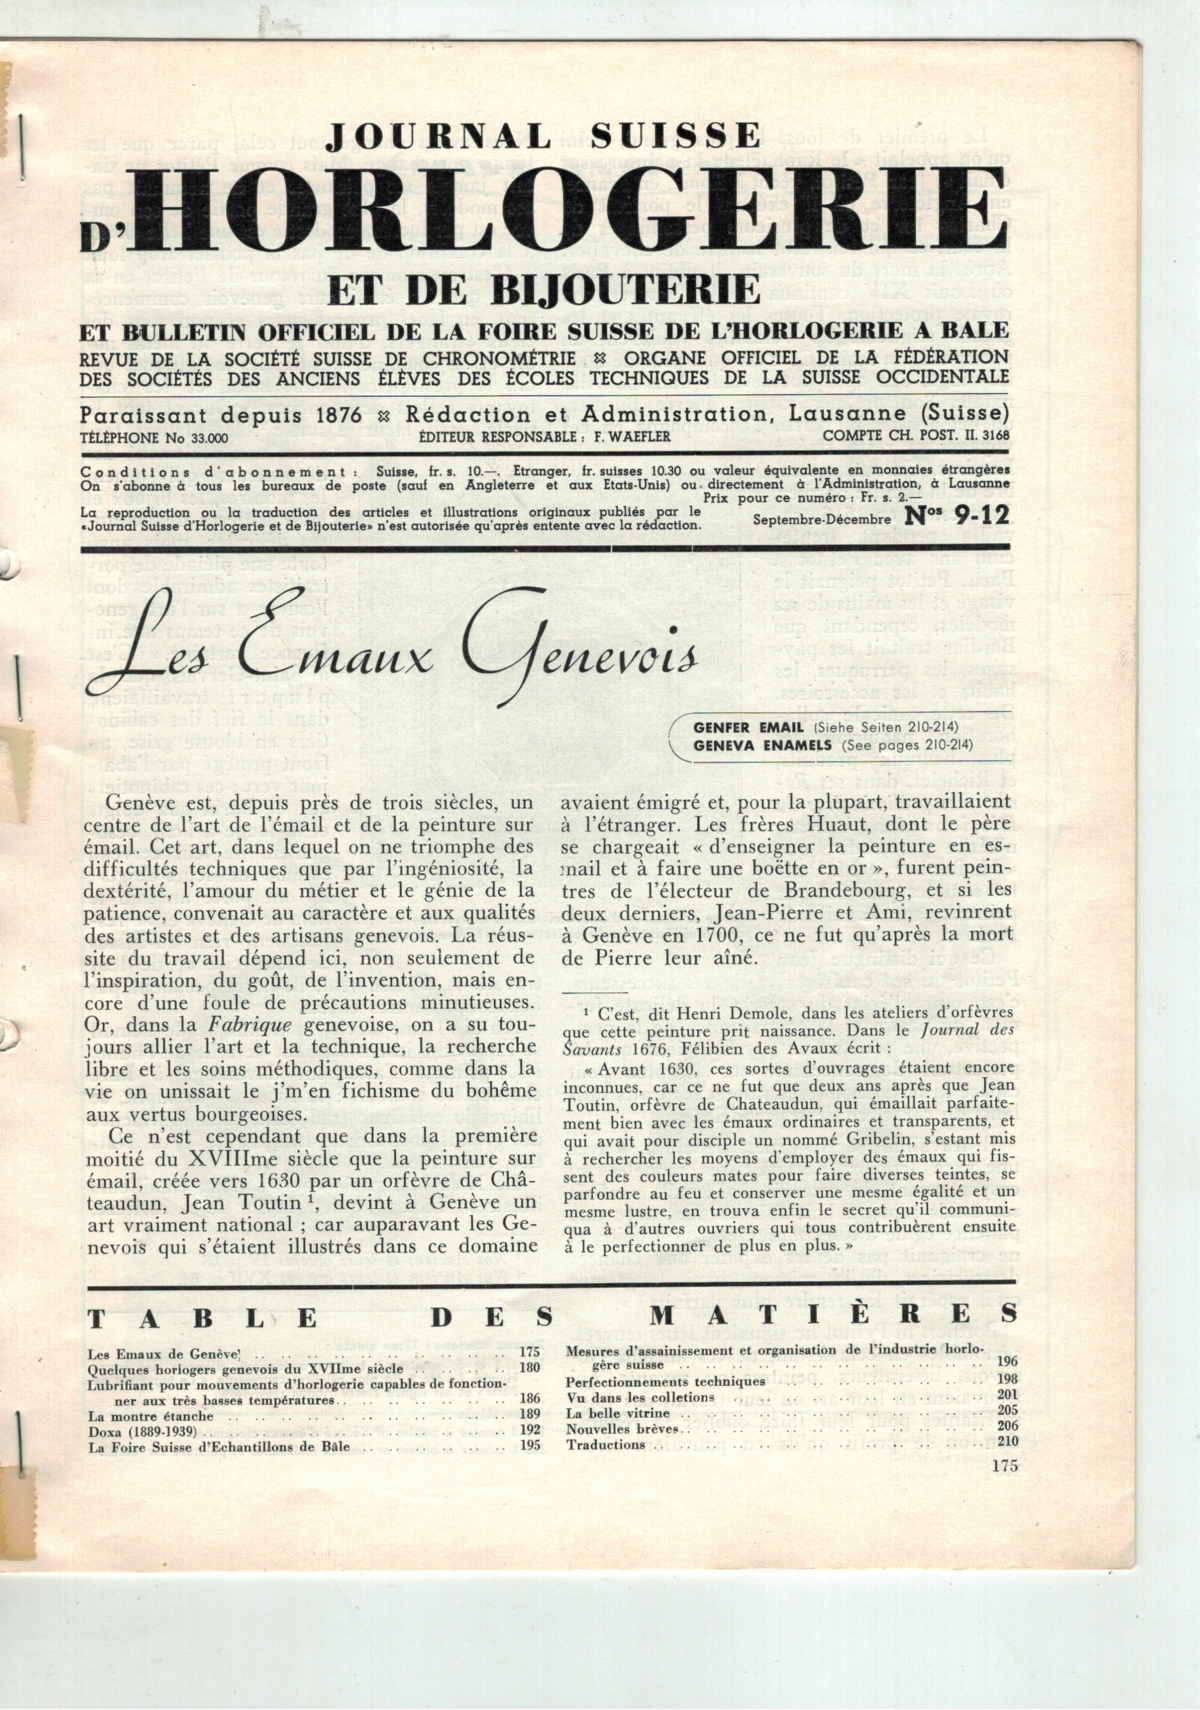 JOURNAL SUISSE
D'HORLOGERIE
ET DE BIJOUTERIE
ET BULLETIN OFFICIEL DE LA FOIRE SUISSE DE L'HORLOGERIE A BALE
REVUE DE LA SOCIÉTÉ SUISSE DE CHRONOMÉTRIE ※ ORGANE OFFICIEL DE LA FÉDÉRATION
DES SOCIÉTÉS DES ANCIENS ÉLÈVES DES ÉCOLES TECHNIQUES DE LA SUISSE OCCIDENTALE
Paraissant depuis 1876 ※ Rédaction et Administration, Lausanne (Suisse)
TÉLÉPHONE No 33.000 ÉDITEUR RESPONSABLE : F. WAEFLER COMPTE CH. POST. II. 3168
Conditions d'abonnement : Suisse, fr. s. 10.—. Etranger, fr. suisses 10.30 ou valeur équivalente en monnaies étrangères
On s'abonne à tous les bureaux de poste (sauf en Angleterre et aux Etats-Unis) ou directement à l'Administration, à Lausanne
Prix pour ce numéro : Fr. s. 2.—
La reproduction ou la traduction des articles et illustrations originaux publiés par le
«Journal Suisse d'Horlogerie et de Bijouterie» n'est autorisée qu'après entente avec la rédaction.
Septembre-Décembre Nos 9-12
Les Emaux Genevois
GENFER EMAIL (Siehe Seiten 210-214)
GENEVA ENAMELS (See pages 210-214)
Genève est, depuis près de trois siècles, un
centre de l'art de l'émail et de la peinture sur
émail. Cet art, dans lequel on ne triomphe des
difficultés techniques que par l'ingéniosité, la
dextérité, l'amour du métier et le génie de la
patience, convenait au caractère et aux qualités
des artistes et des artisans genevois. La réus-
site du travail dépend ici, non seulement de
l'inspiration, du goût, de l'invention, mais en-
core d'une foule de précautions minutieuses.
Or, dans la Fabrique genevoise, on a su tou-
jours allier l'art et la technique, la recherche
libre et les soins méthodiques, comme dans la
vie on unissait le j'm'en fichisme du bohême
aux vertus bourgeoises.
Ce n'est cependant que dans la première
moitié du XVIIIme siècle que la peinture sur
émail, créée vers 1630 par un orfèvre de Châ-
teaudun, Jean Toutin ¹, devint à Genève un
art vraiment national ; car auparavant les Ge-
nevois qui s'étaient illustrés dans ce domaine
avaient émigré et, pour la plupart, travaillaient
à l'étranger. Les frères Huaut, dont le père
se chargeait « d'enseigner la peinture en es-
mail et à faire une boëtte en or », furent pein-
tres de l'électeur de Brandebourg, et si les
deux derniers, Jean-Pierre et Ami, revinrent
à Genève en 1700, ce ne fut qu'après la mort
de Pierre leur aîné.
¹ C'est, dit Henri Demole, dans les ateliers d'orfèvres
que cette peinture prit naissance. Dans le Journal des
Savants 1676, Félibien des Avaux écrit :
« Avant 1630, ces sortes d'ouvrages étaient encore
inconnues, car ce ne fut que deux ans après que Jean
Toutin, orfèvre de Chateaudun, qui émaillait parfaite-
ment bien avec les émaux ordinaires et transparents, et
qui avait pour disciple un nommé Gribelin, s'estant mis
à rechercher les moyens d'employer des émaux qui fis-
sent des couleurs mates pour faire diverses teintes, se
parfondre au feu et conserver une mesme égalité et un
mesme lustre, en trouva enfin le secret qu'il communi-
qua à d'autres ouvriers qui tous contribuèrent ensuite
à le perfectionner de plus en plus. »
TABLE DES MATIÈRES
Les Emaux de Genève .. .. .. .. .. .. .. .. 175
Quelques horlogers genevois du XVIIme siècle .. .. .. .. 180
Lubrifiant pour mouvements d'horlogerie capables de fonction-
ner aux très basses températures.. .. .. .. .. .. 186
La montre étanche .. .. .. .. .. .. .. .. 189
Doxa (1889-1939) .. .. .. .. .. .. .. .. 192
La Foire Suisse d'Echantillons de Bâle .. .. .. .. .. 195
Mesures d'assainissement et organisation de l'industrie horlo-
gère suisse .. .. .. .. .. .. .. .. 196
Perfectionnements techniques .. .. .. .. .. .. 198
Vu dans les colletions .. .. .. .. .. .. .. 201
La belle vitrine .. .. .. .. .. .. .. .. 205
Nouvelles brèves.. .. .. .. .. .. .. .. 206
Traductions .. .. .. .. .. .. .. .. 210
175